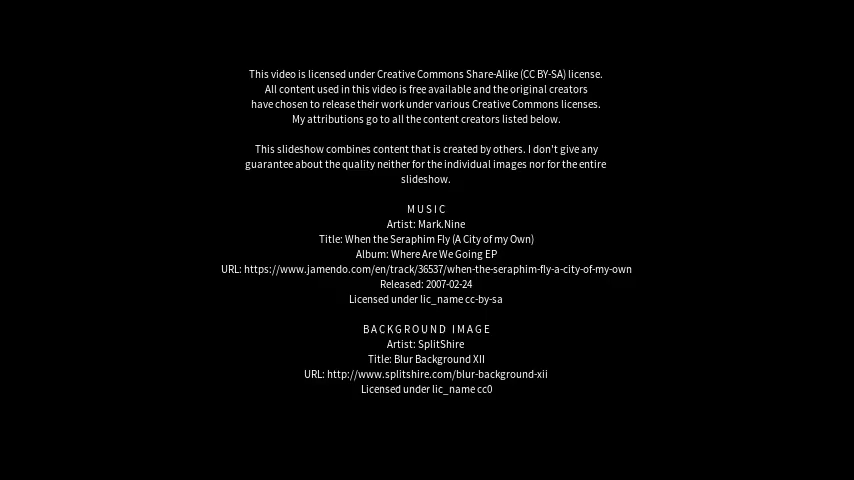 This video is licensed under Creative Commons Share-Alike (CC BY-SA) license.
All content used in this video is free available and the original creators
have chosen to release their work under various Creative Commons licenses.
My attributions go to all the content creators listed below.
This slideshow combines content that is created by others. I don't give any
guarantee about the quality neither for the individual images nor for the entire
slideshow.
M U S I C
Artist: Mark.Nine
Title: When the Seraphim Fly (A City of my Own)
Album: Where Are We Going EP
URL: https://www.jamendo.com/en/track/36537/when-the-seraphim-fly-a-city-of-my-own
Released: 2007-02-24
Licensed under lic_name cc-by-sa
B A C K G R O U N D   I M A G E
Artist: SplitShire
Title: Blur Background XII
URL: http://www.splitshire.com/blur-background-xii
Licensed under lic_name cc0